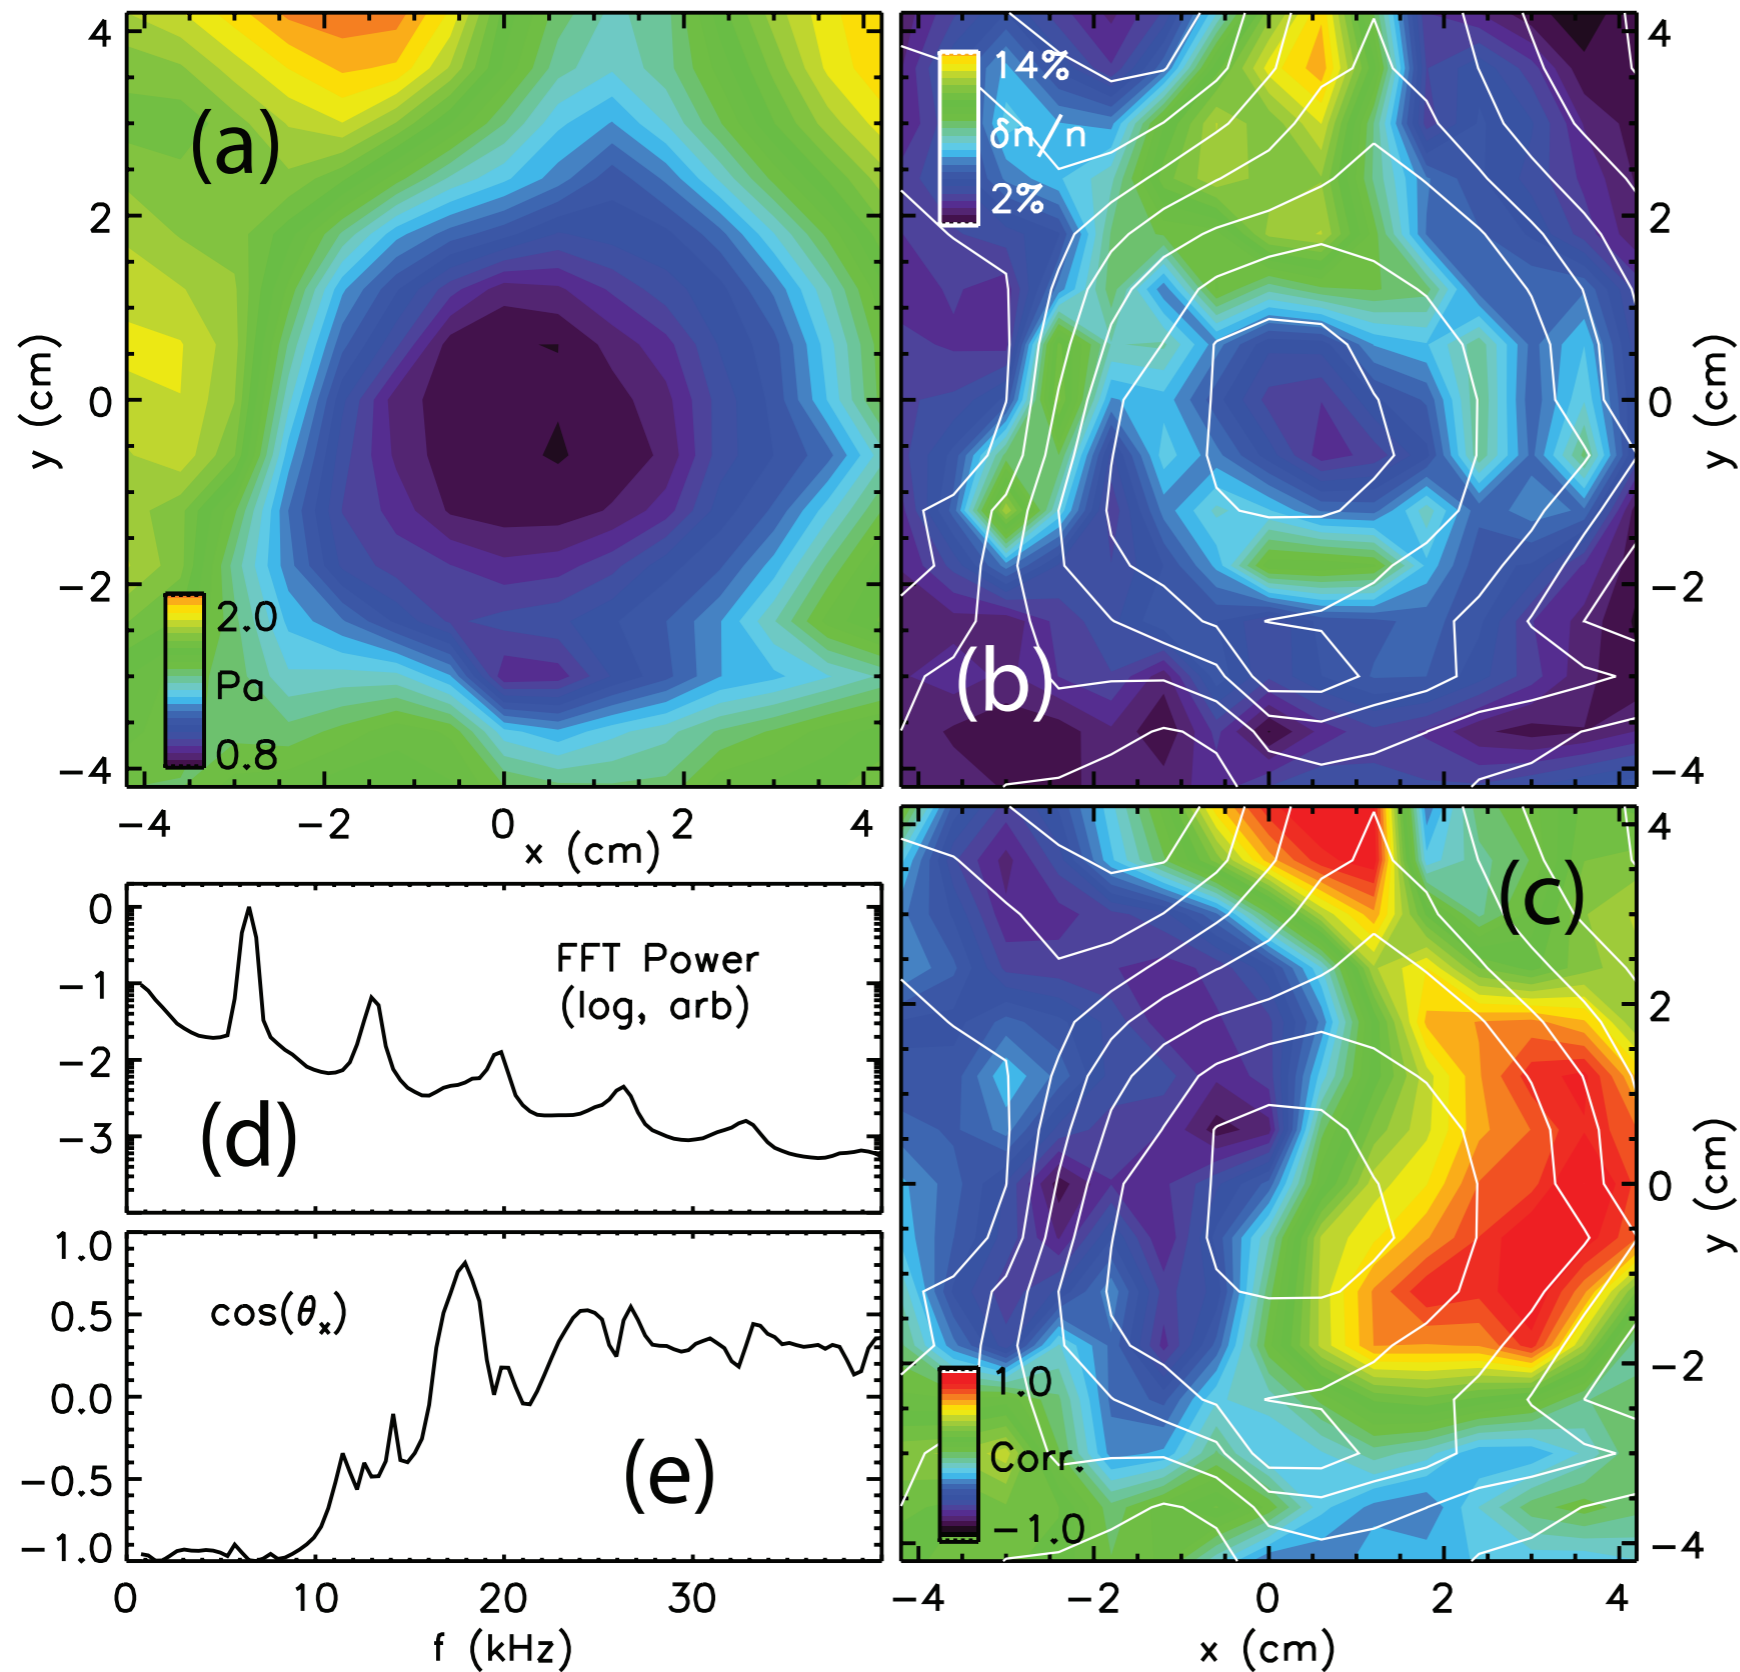 4
2
0
−2
−4
y (cm)
(a)
2.0
Pa
0.8
−4 −2 0 2 4
x (cm)
14%
δn/n
2%
(b)
4
2
0
−2
−4
y (cm)
0
−1
−2
−3
FFT Power
(log, arb)
(d)
1.0
0.5
0.0
−0.5
−1.0
cos(θx)
(e)
0 10 20 30
f (kHz)
(c)
1.0
Corr.
−1.0
4
2
0
−2
−4
y (cm)
−4 −2 0 2 4
x (cm)